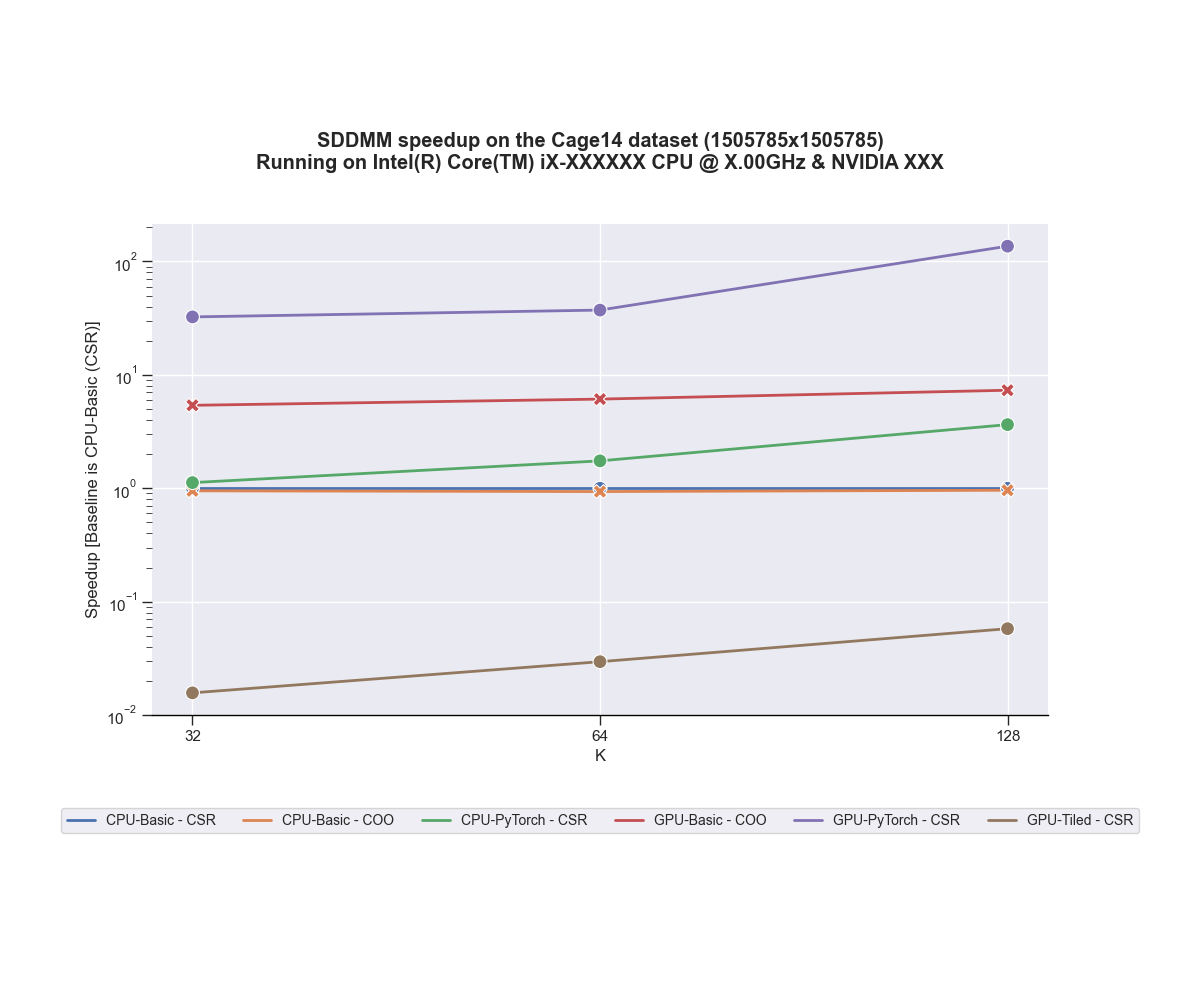 SDDMM speedup on the Cage14 dataset (1505785x1505785)
Running on Intel(R) Core(TM) iX-XXXXXX CPU @ X.00GHz & NVIDIA XXX
Speedup [Baseline is CPU-Basic (CSR)]
10^2
10^1
10^0
10^−1
10^−2
32 64 128
K
CPU-Basic - CSR CPU-Basic - COO CPU-PyTorch - CSR GPU-Basic - COO GPU-PyTorch - CSR GPU-Tiled - CSR